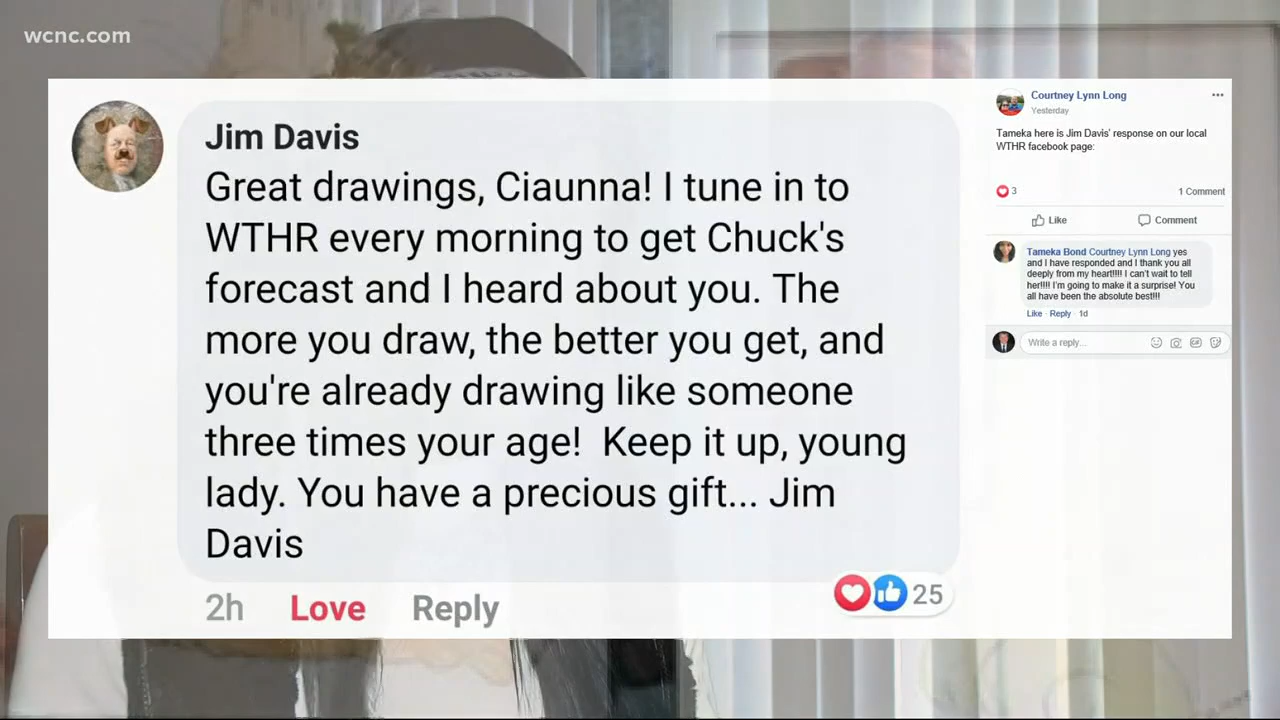 wcnc.com
Jim Davis
Great drawings, Ciaunna! I tune in to
WTHR every morning to get Chuck's
forecast and I heard about you. The
more you draw, the better you get, and
you're already drawing like someone
three times your age!  Keep it up, young
lady. You have a precious gift... Jim
Davis
2h Love Reply
25
Courtney Lynn Long
Yesterday
Tameka here is Jim Davis' response on our local
WTHR facebook page:
3 1 Comment
Like Comment
Tameka Bond Courtney Lynn Long yes
and I have responded and I thank you all
deeply from my heart!!!!! I can't wait to tell
her!!!! I'm going to make it a surprise! You
all have been the absolute best!!!!
Like · Reply · 1d
Write a reply...
GIF